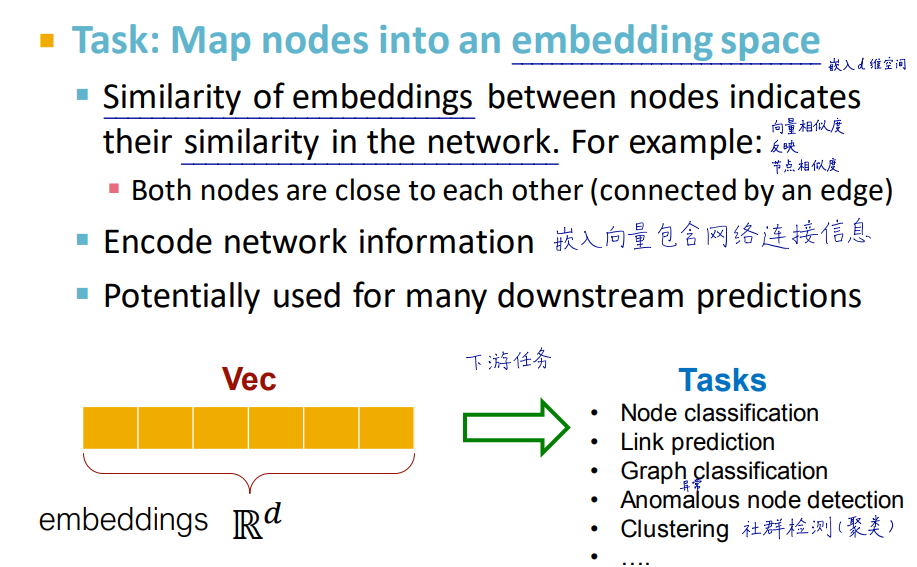 Task: Map nodes into an embedding space
嵌入d维空间
Similarity of embeddings between nodes indicates
their similarity in the network. For example:
向量相似度
反映
节点相似度
Both nodes are close to each other (connected by an edge)
Encode network information 嵌入向量包含网络连接信息
Potentially used for many downstream predictions
下游任务
Vec
Tasks
• Node classification
• Link prediction
• Graph classification
异常
• Anomalous node detection
• Clustering 社群检测(聚类)
• ....
embeddings ℝᵈ